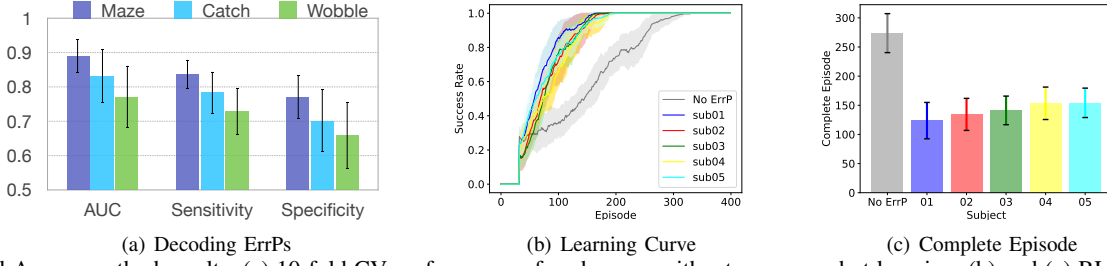 Maze Catch Wobble
1
0.9
0.8
0.7
0.6
0.5
AUC Sensitivity Specificity
(a) Decoding ErrPs
Success Rate
1.0
0.8
0.6
0.4
0.2
0.0
No ErrP
sub01
sub02
sub03
sub04
sub05
0 100 200 300 400
Episode
(b) Learning Curve
Complete Episode
300
250
200
150
100
50
0
No ErrP 01 02 03 04 05
Subject
(c) Complete Episode